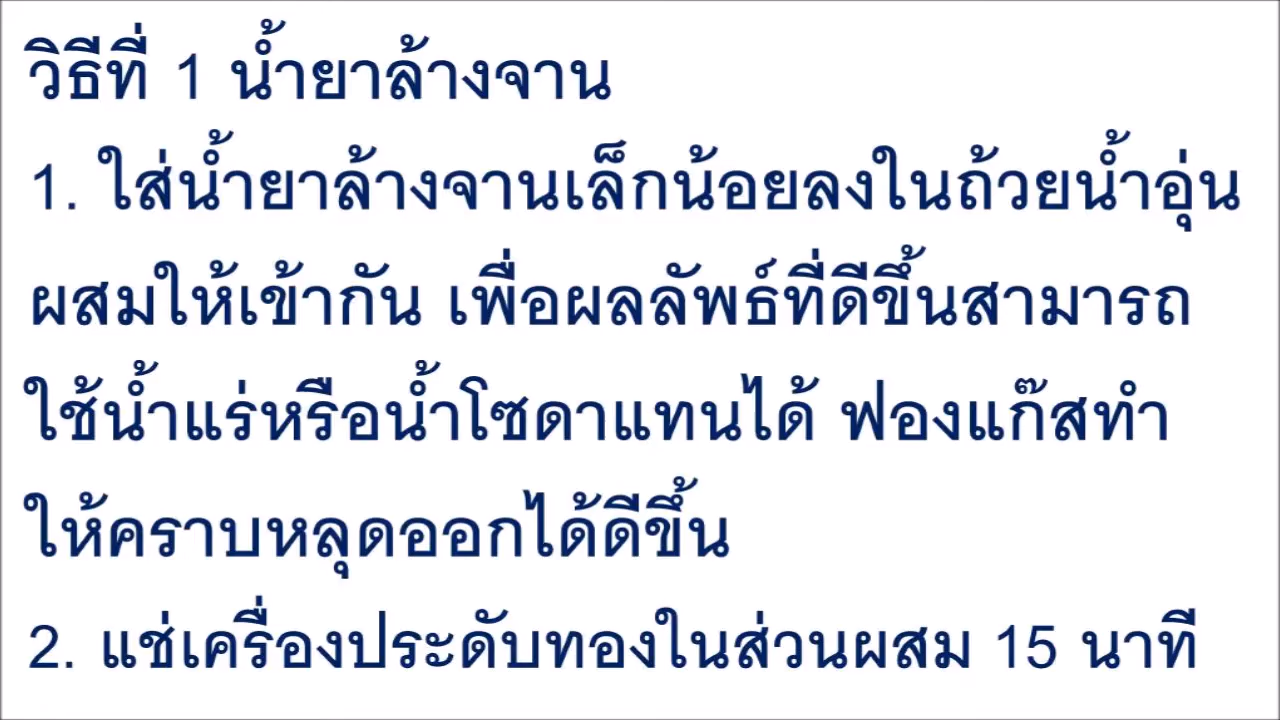 วิธีที่ 1 น้ำยาล้างจาน
1. ใส่น้ำยาล้างจานเล็กน้อยลงในถ้วยน้ำอุ่น
ผสมให้เข้ากัน เพื่อผลลัพธ์ที่ดีขึ้นสามารถ
ใช้น้ำแร่หรือน้ำโซดาแทนได้ ฟองแก๊สทำ
ให้คราบหลุดออกได้ดีขึ้น
2. แช่เครื่องประดับทองในส่วนผสม 15 นาที